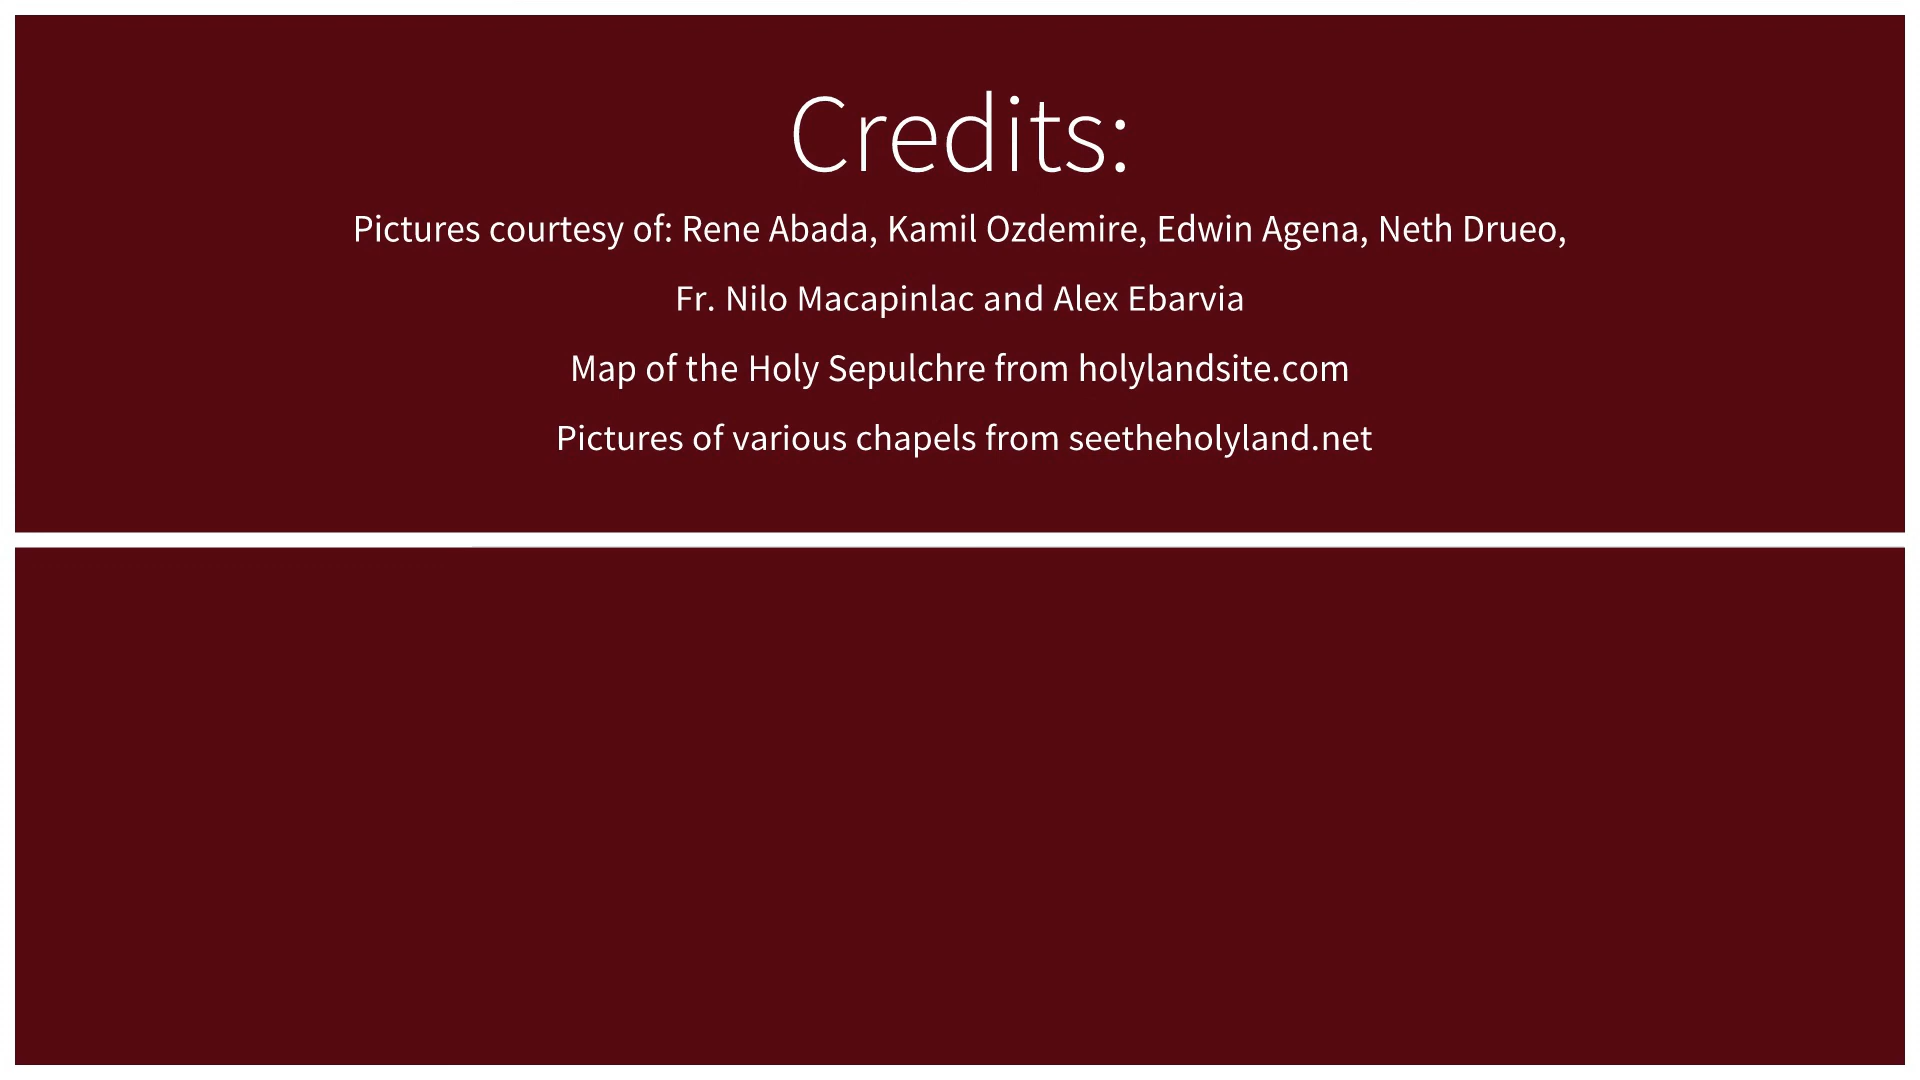 Credits:
Pictures courtesy of: Rene Abada, Kamil Ozdemire, Edwin Agena, Neth Drueo,
Fr. Nilo Macapinlac and Alex Ebarvia
Map of the Holy Sepulchre from holylandsite.com
Pictures of various chapels from seetheholyland.net